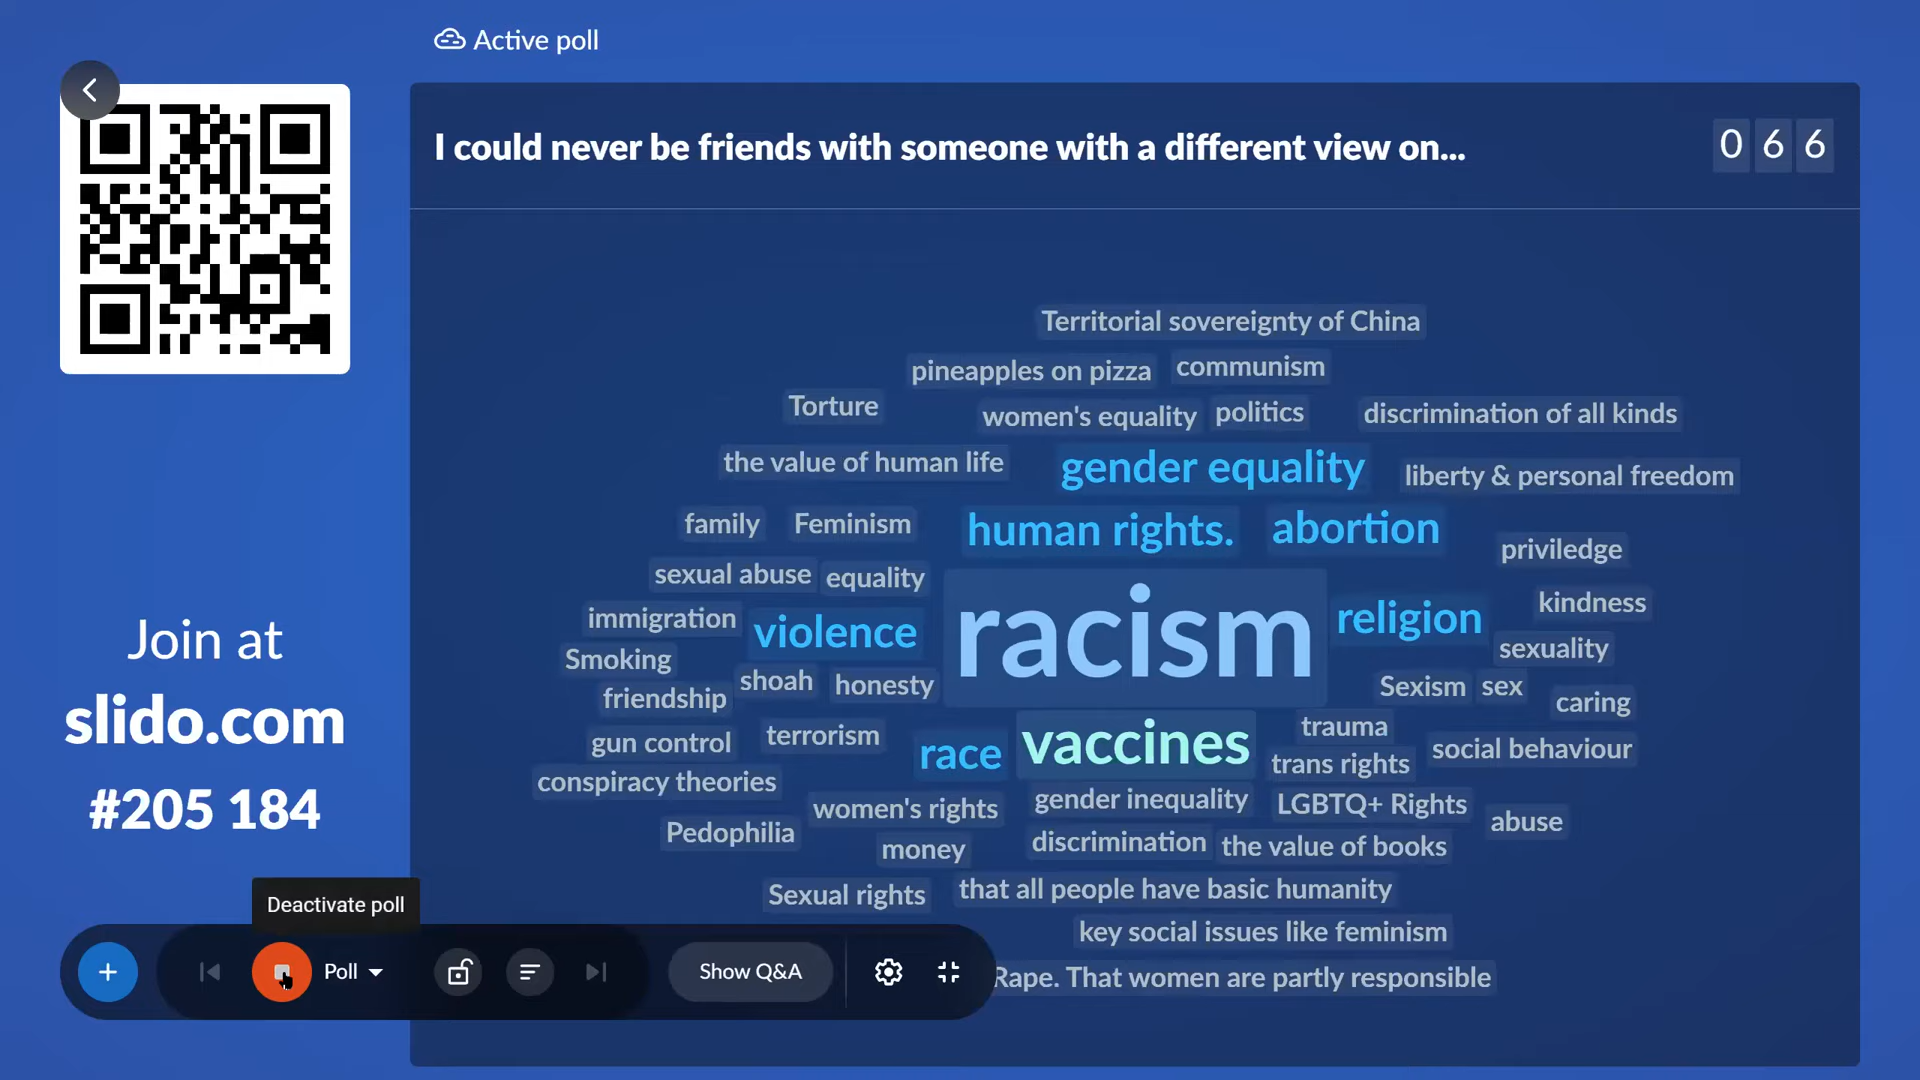 Active poll
I could never be friends with someone with a different view on...
066
Territorial sovereignty of China
pineapples on pizza
communism
Torture
women's equality
politics
discrimination of all kinds
the value of human life
gender equality
liberty & personal freedom
family
Feminism
human rights.
abortion
priviledge
sexual abuse
equality
immigration
violence
racism
religion
kindness
Smoking
sexuality
friendship
shoah
honesty
Sexism
sex
caring
gun control
terrorism
race
vaccines
trauma
trans rights
social behaviour
conspiracy theories
women's rights
gender inequality
LGBTQ+ Rights
abuse
Pedophilia
money
discrimination
the value of books
Sexual rights
that all people have basic humanity
key social issues like feminism
Rape. That women are partly responsible
Join at
slido.com
#205 184
Deactivate poll
Poll
Show Q&A